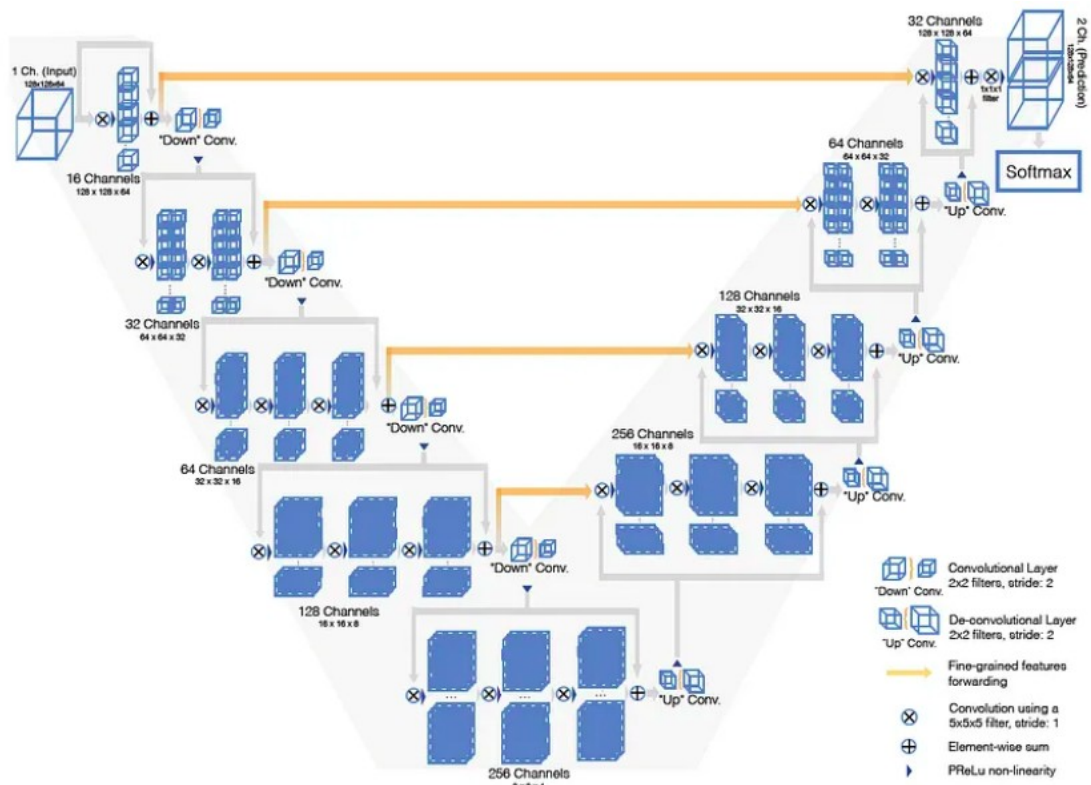 1 Ch. (Input)
128x128x64
"Down" Conv.
16 Channels
128 x 128 x 64
"Down" Conv.
32 Channels
64 x 64 x 32
"Down" Conv.
64 Channels
32 x 32 x 16
"Down" Conv.
128 Channels
16 x 16 x 8
...
...
...
256 Channels
"Up" Conv.
256 Channels
16 x 16 x 8
"Up" Conv.
128 Channels
32 x 32 x 16
"Up" Conv.
64 Channels
64 x 64 x 32
"Up" Conv.
32 Channels
128 x 128 x 64
1x1x1
filter
2 Ch. (Prediction)
128x128x64
Softmax
"Down" Conv.
Convolutional Layer
2x2 filters, stride: 2
"Up" Conv.
De-convolutional Layer
2x2 filters, stride: 2
Fine-grained features
forwarding
Convolution using a
5x5x5 filter, stride: 1
Element-wise sum
PReLu non-linearity